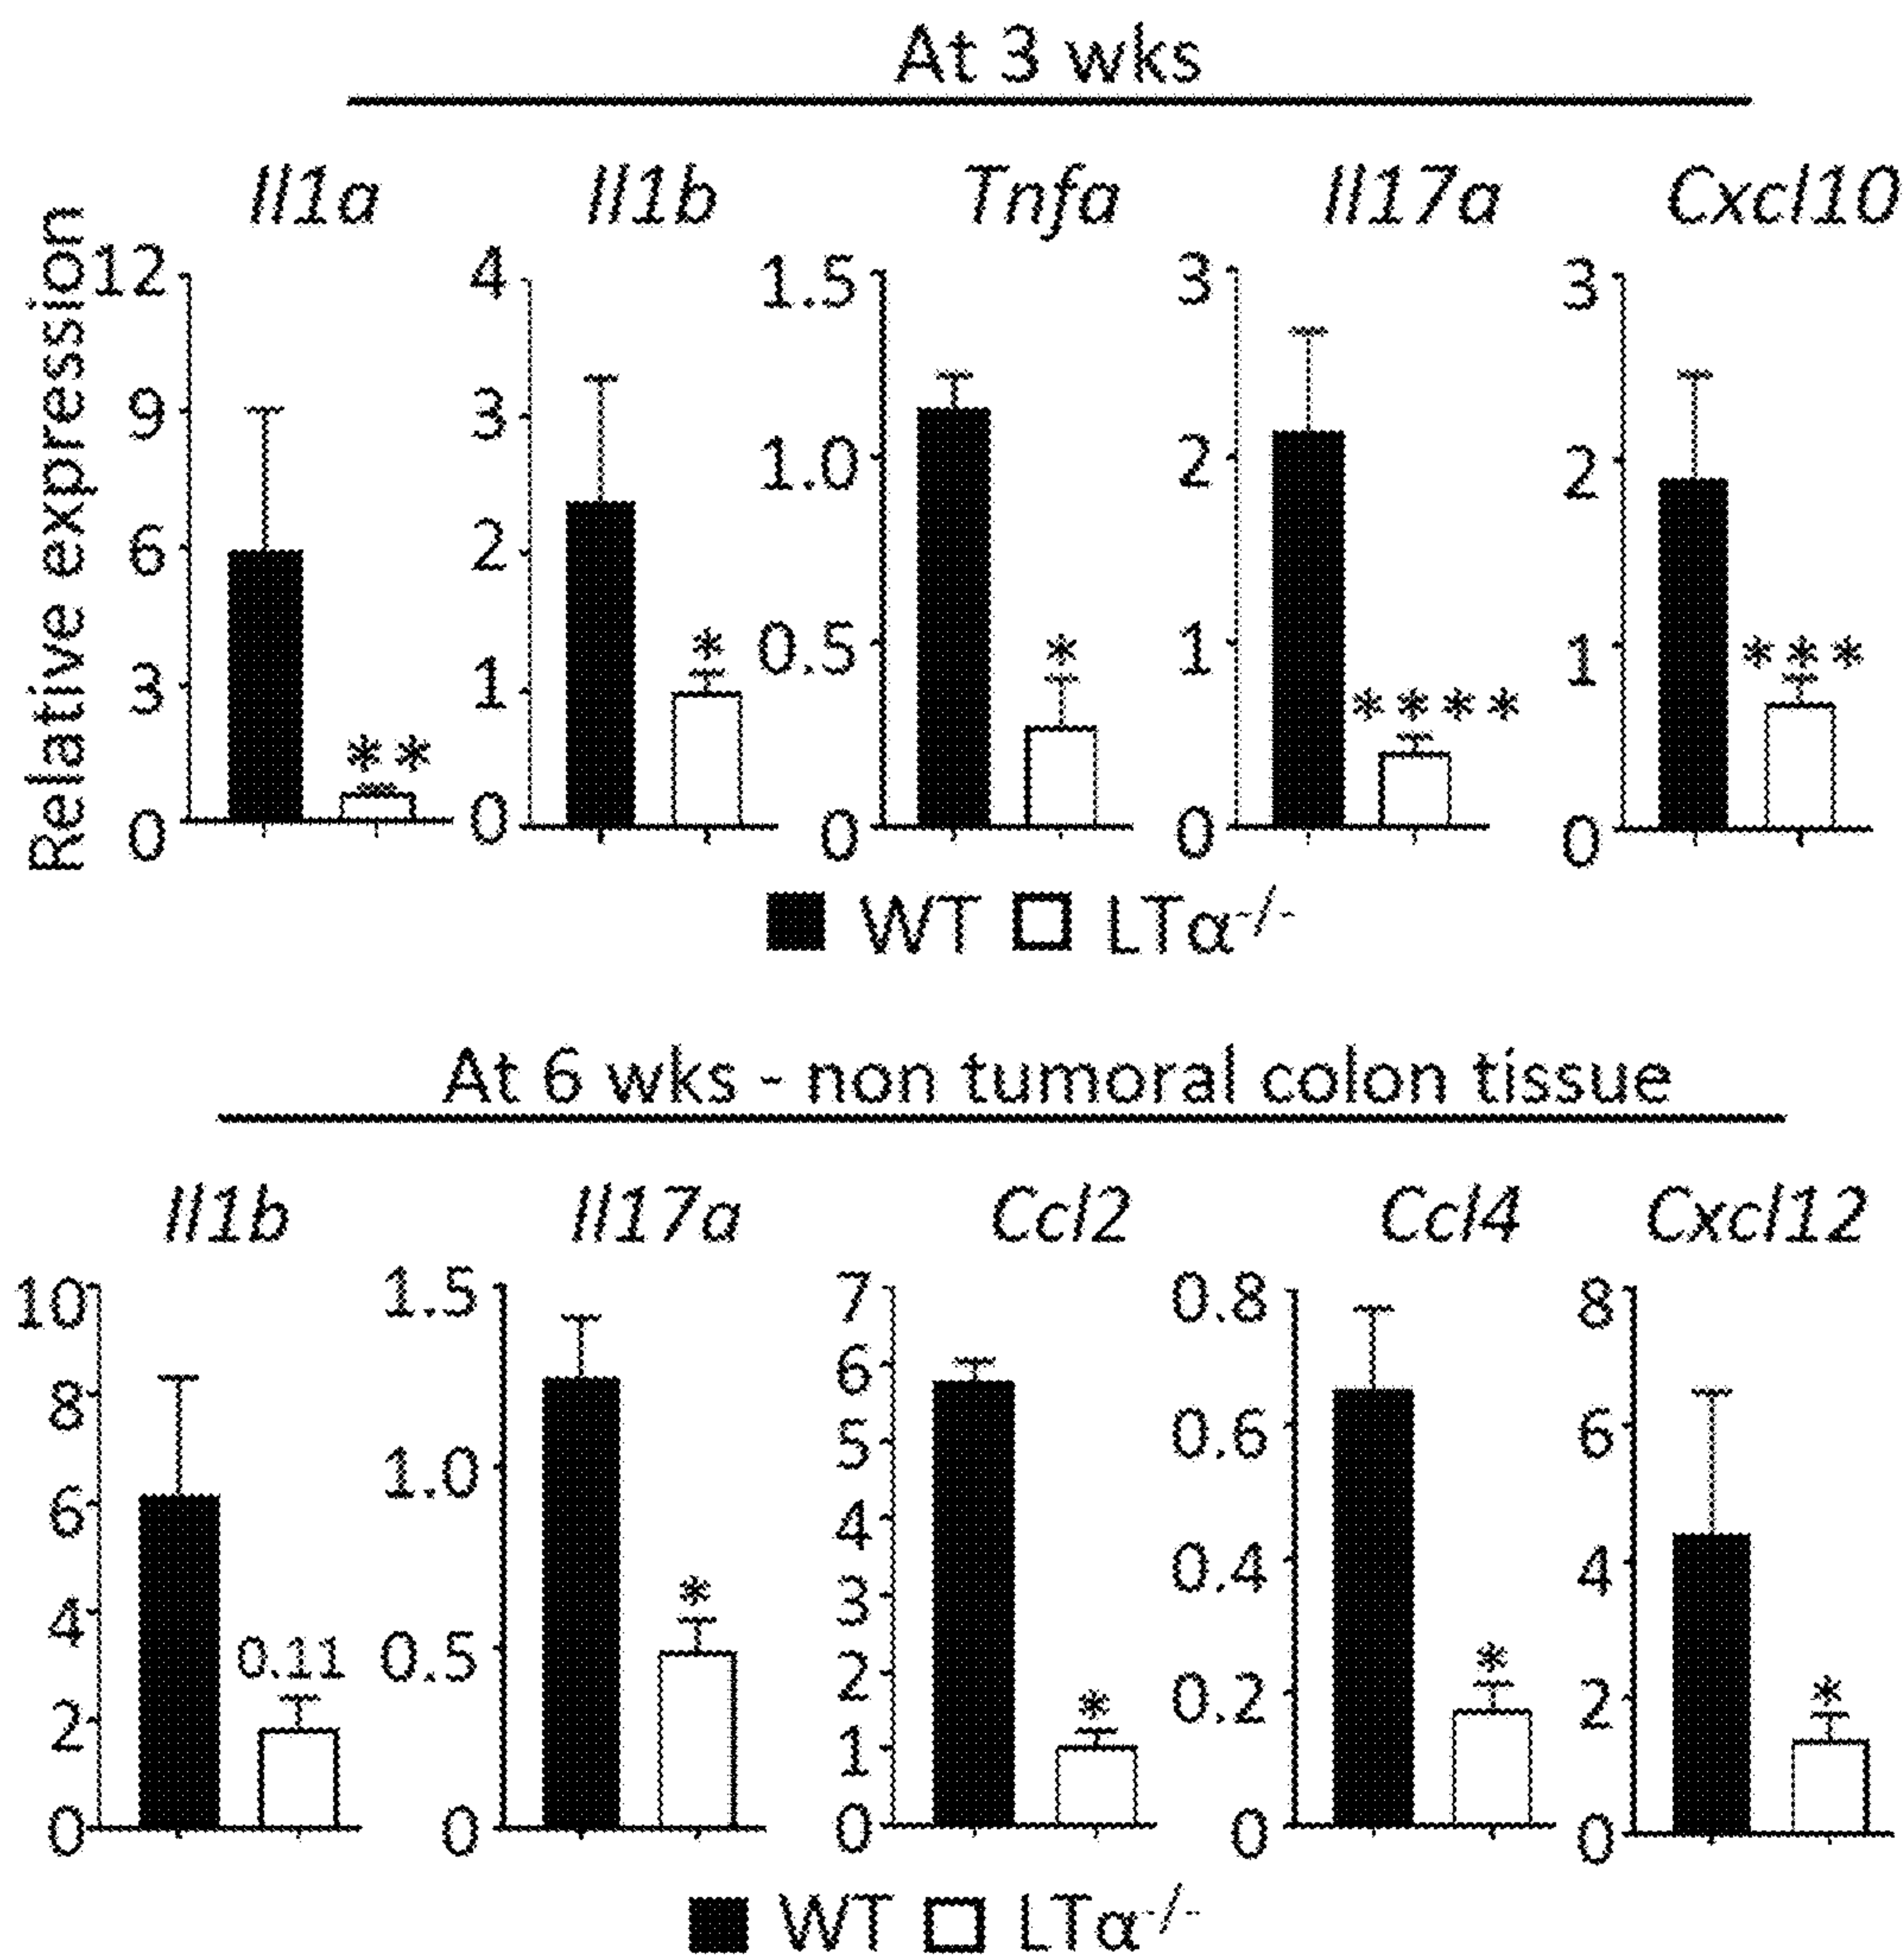 At 3 wks
Il1a Il1b Tnfa Il17a Cxcl10
Relative expression
12 9 6 3 0
4 3 2 1 0
1.5 1.0 0.5 0
3 2 1 0
3 2 1 0
** * * **** ***
WT LTα-/-
At 6 wks - non tumoral colon tissue
Il1b Il17a Ccl2 Ccl4 Cxcl12
10 8 6 4 2 0
1.5 1.0 0.5 0
7 6 5 4 3 2 1 0
0.8 0.6 0.4 0.2 0
8 6 4 2 0
0.11 * * * *
WT LTα-/-